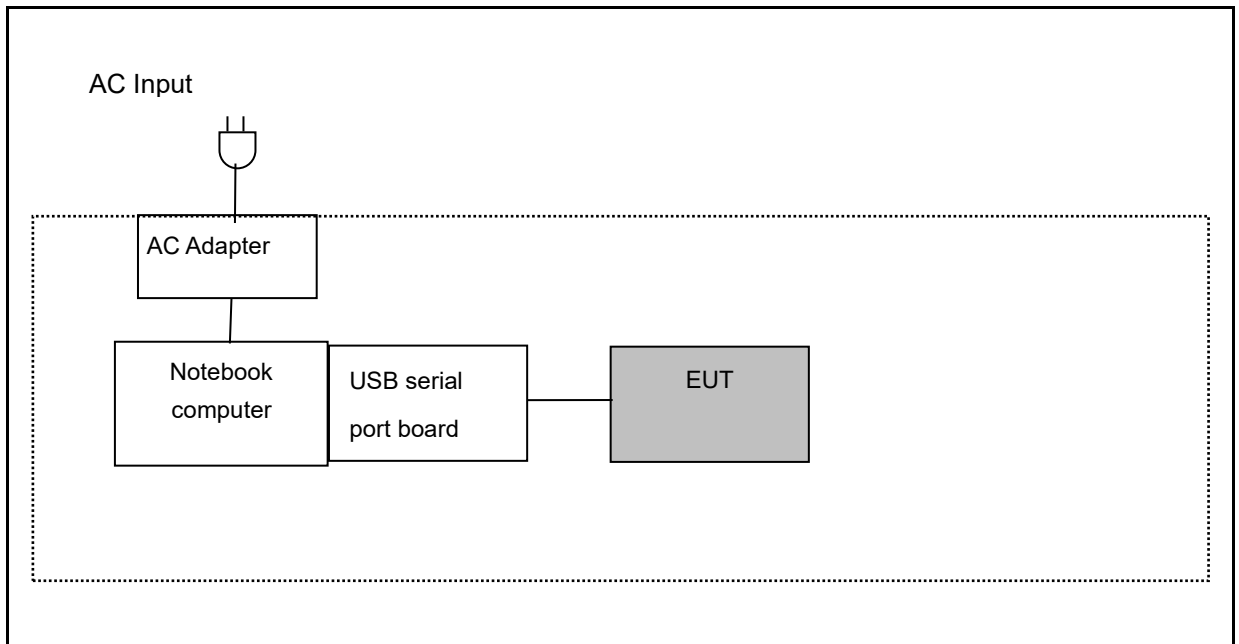 AC Input
AC Adapter
Notebook
computer
USB serial
port board
EUT